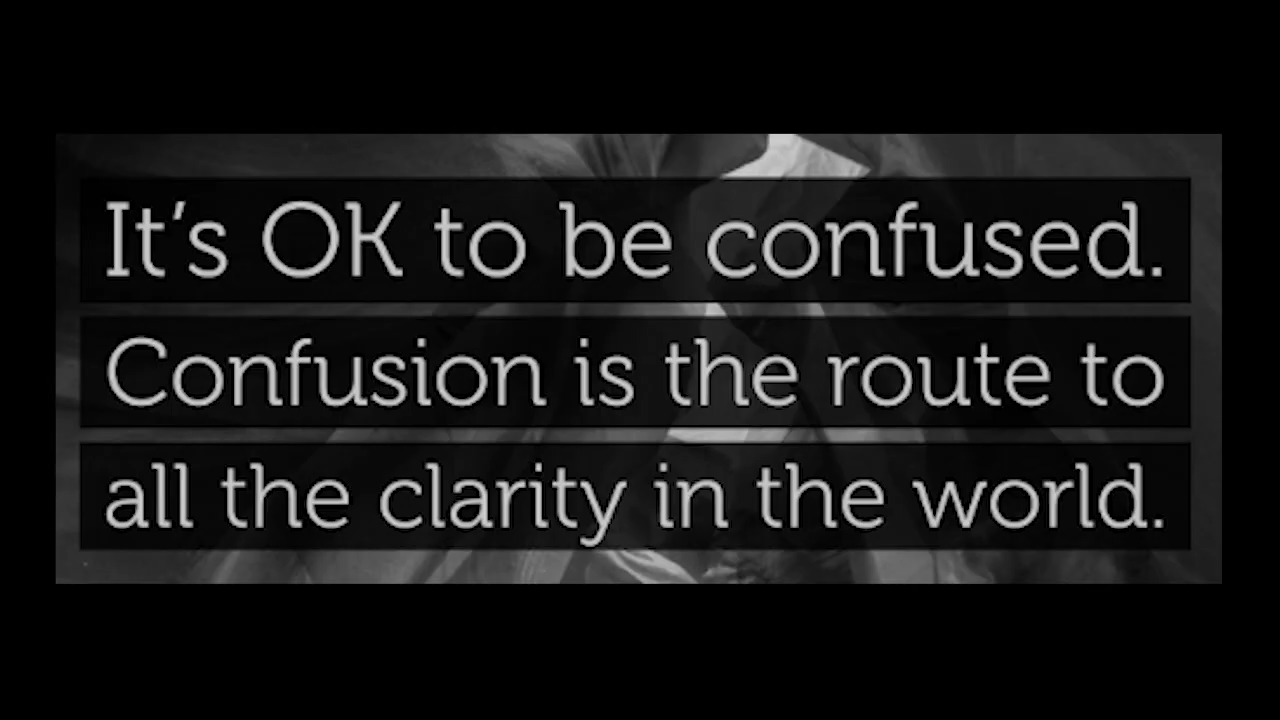 It’s OK to be confused.
Confusion is the route to
all the clarity in the world.